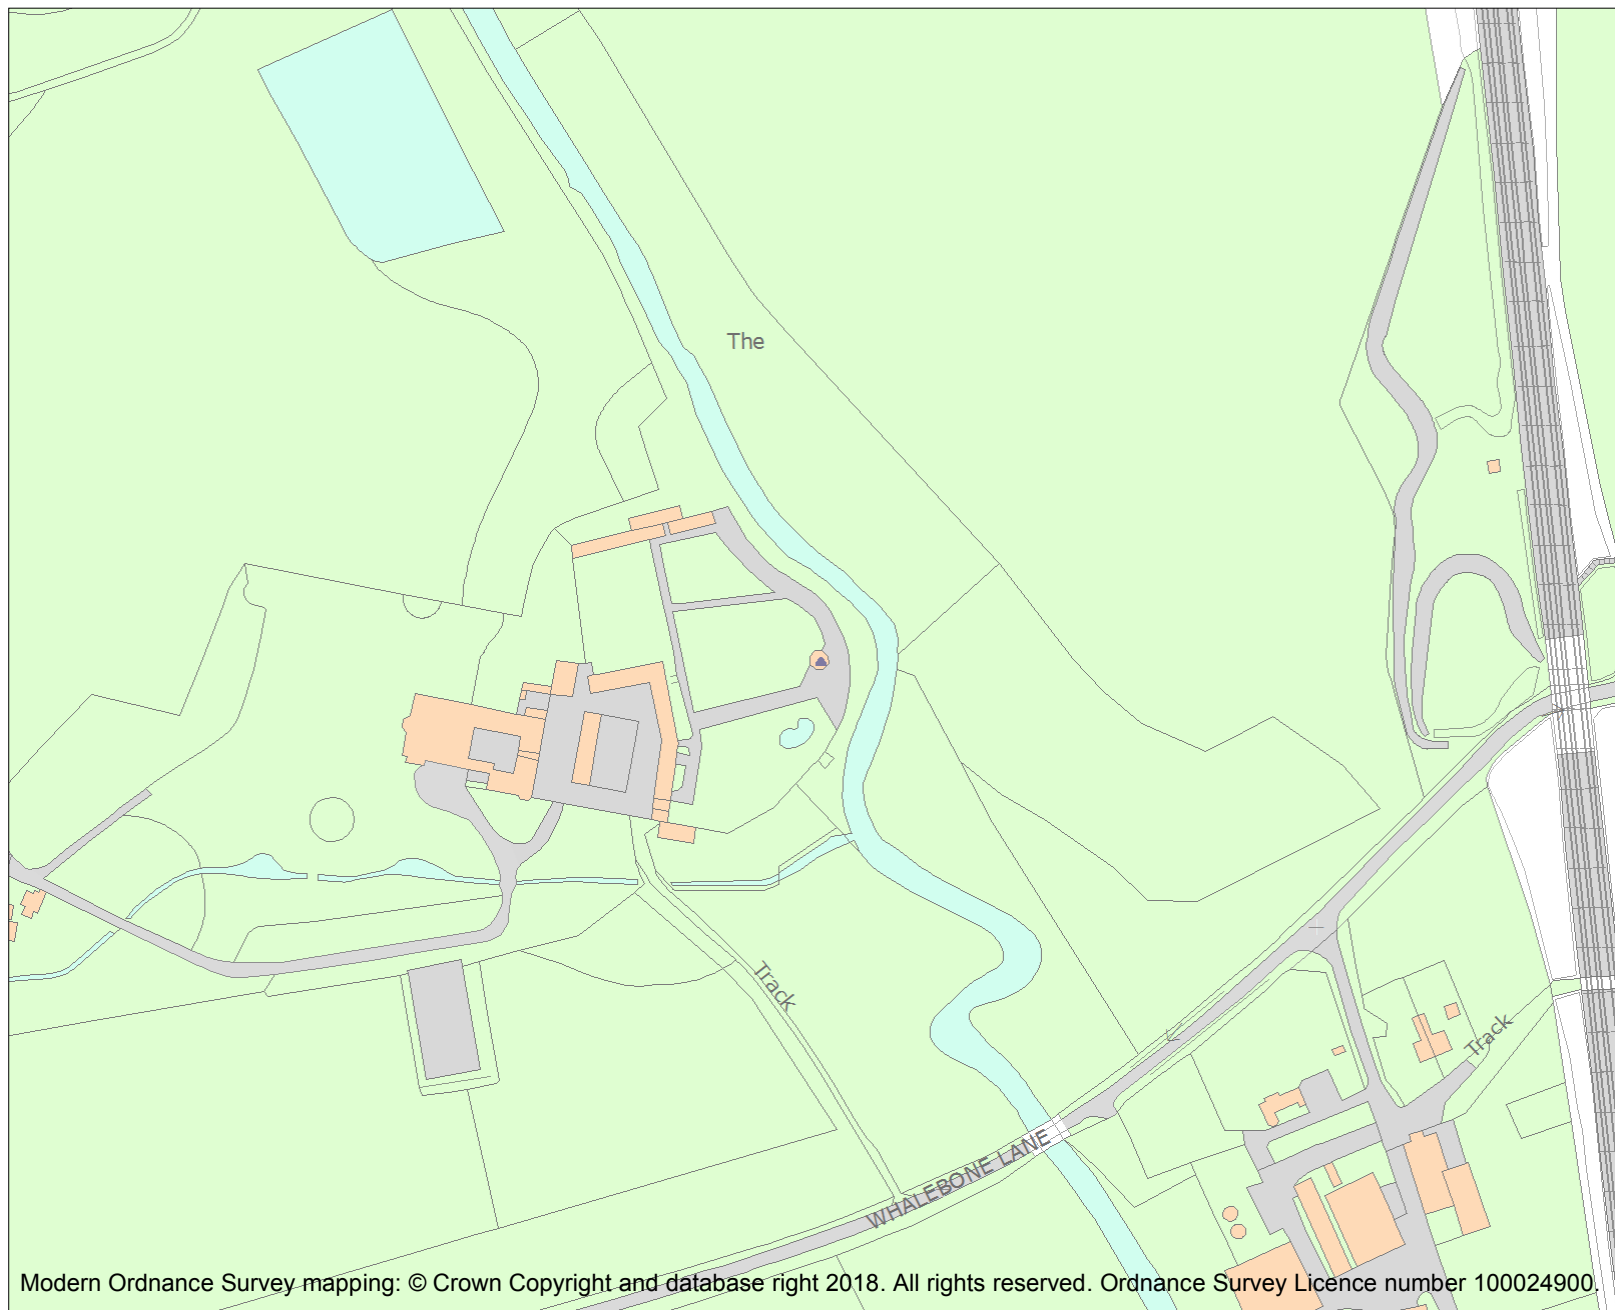 The
Track
Track
WHALEBONE LANE
Modern Ordnance Survey mapping: © Crown Copyright and database right 2018. All rights reserved. Ordnance Survey Licence number 100024900.